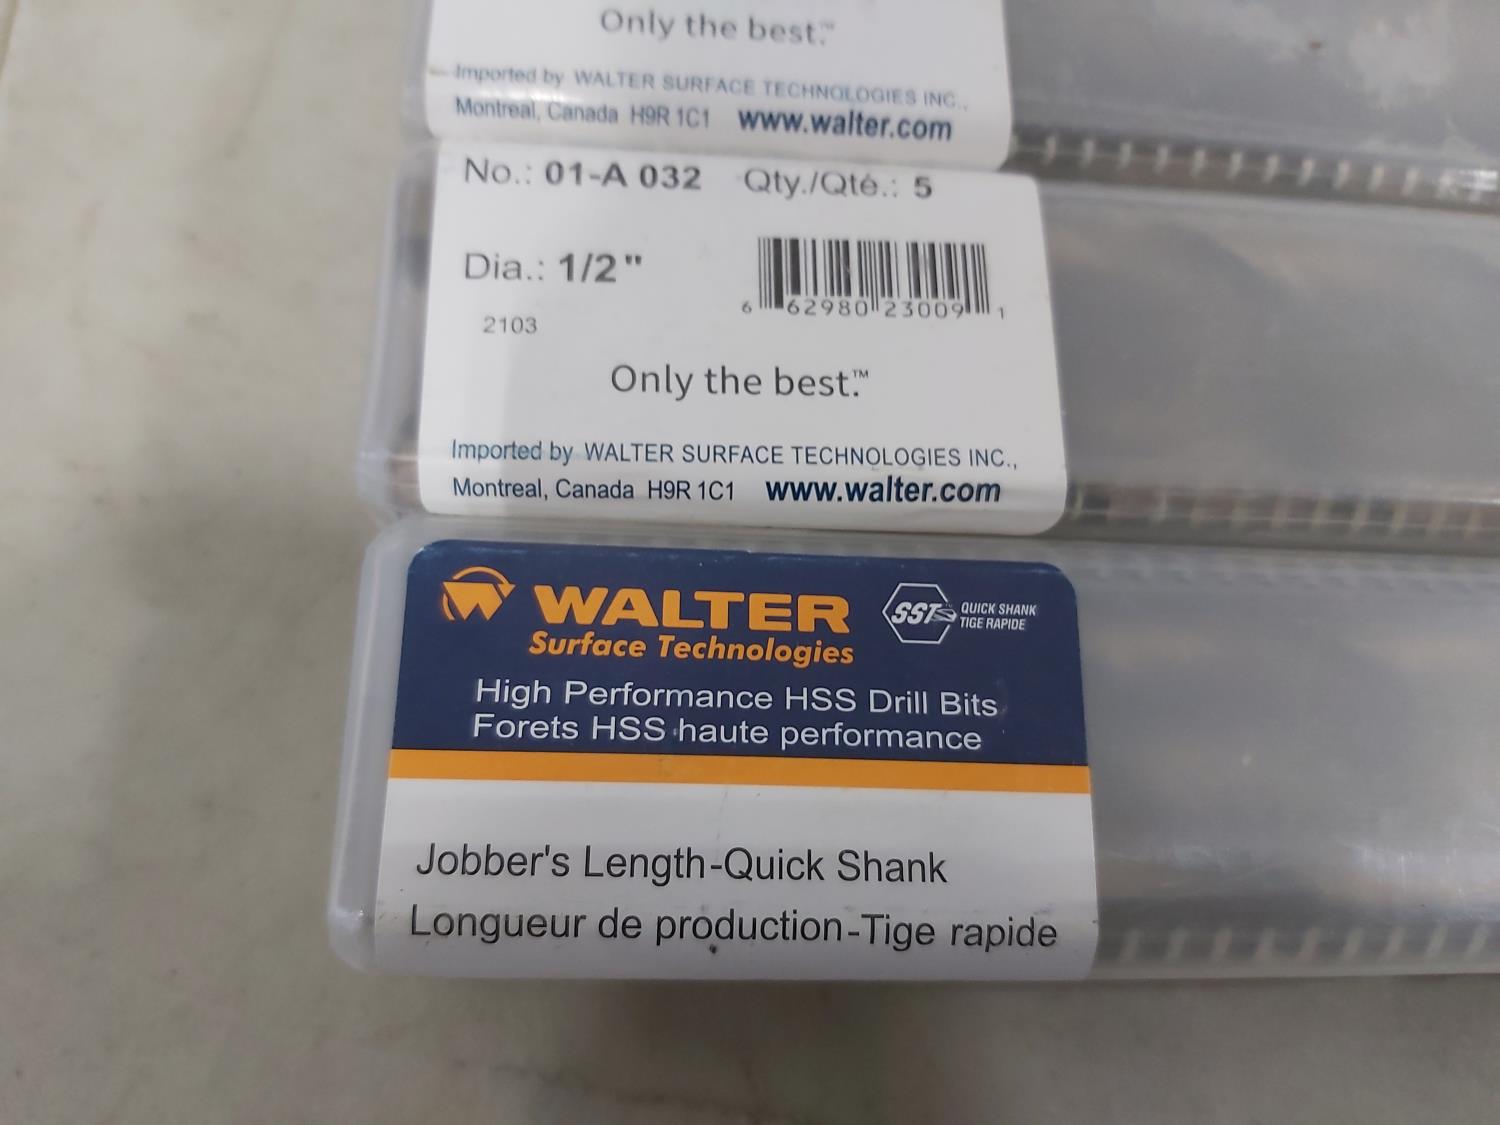 Only the best.™
Imported by WALTER SURFACE TECHNOLOGIES INC.,
Montreal, Canada H9R 1C1 www.walter.com
No.: 01-A 032 Qty./Qté.: 5
Dia.: 1/2"
6 62980 23009 1
2103
Only the best.™
Imported by WALTER SURFACE TECHNOLOGIES INC.,
Montreal, Canada H9R 1C1 www.walter.com
WALTER
Surface Technologies
SST QUICK SHANK
TIGE RAPIDE
High Performance HSS Drill Bits
Forets HSS haute performance
Jobber's Length-Quick Shank
Longueur de production-Tige rapide